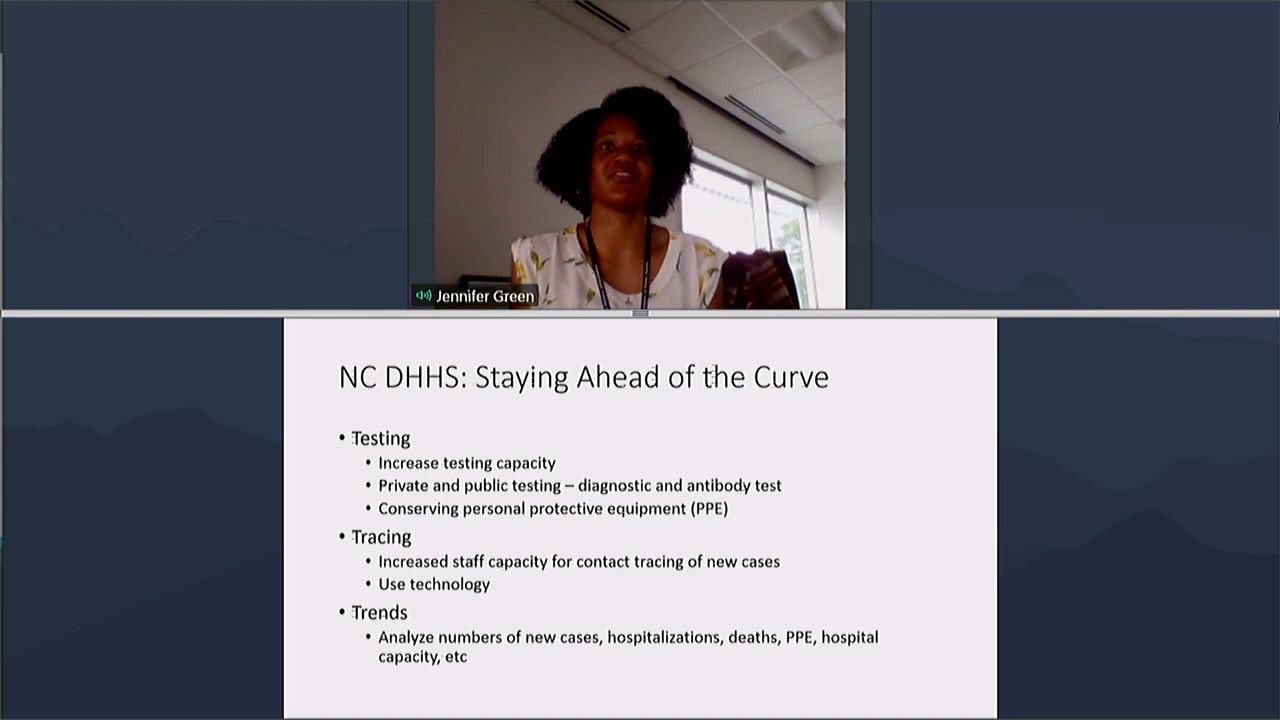 Jennifer Green
NC DHHS: Staying Ahead of the Curve
• Testing
• Increase testing capacity
• Private and public testing – diagnostic and antibody test
• Conserving personal protective equipment (PPE)
• Tracing
• Increased staff capacity for contact tracing of new cases
• Use technology
• Trends
• Analyze numbers of new cases, hospitalizations, deaths, PPE, hospital
capacity, etc